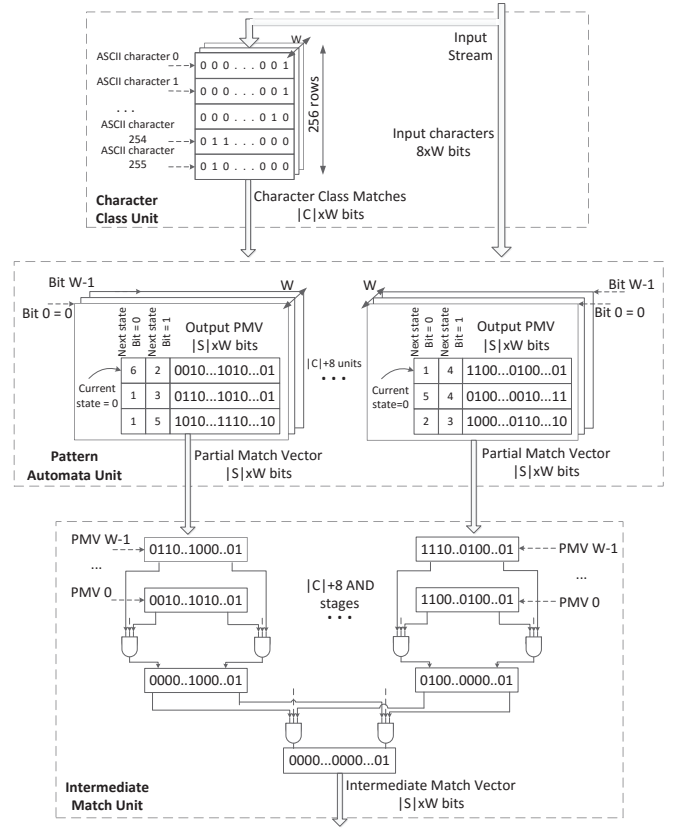 W
Input
Stream
ASCII character 0
0 0 0 . . . 0 0 1
ASCII character 1
0 0 0 . . . 0 0 1
. . .
0 0 0 . . . 0 1 0
ASCII character
254
0 1 1 . . . 0 0 0
ASCII character
255
0 1 0 . . . 0 0 0
256 rows
Input characters
8xW bits
Character Class Matches
|C|xW bits
Character
Class Unit
Bit W-1
W
Bit 0 = 0
Next state
Bit = 0
Next state
Bit = 1
Output PMV
|S|xW bits
6 2 0010...1010...01
1 3 0110...1010...01
1 5 1010...1110...10
Current
state = 0
|C|+8 units
. . .
W
Bit W-1
Bit 0 = 0
Next state
Bit = 0
Next state
Bit = 1
Output PMV
|S|xW bits
1 4 1100...0100...01
5 4 0100...0010...11
2 3 1000...0110...10
Current
state=0
Pattern
Automata Unit
Partial Match Vector
|S|xW bits
Partial Match Vector
|S|xW bits
PMV W-1
0110..1000..01
1110..0100..01
PMV W-1
...
...
PMV 0
0010..1010..01
|C|+8 AND
stages
. . .
1100..0100..01
PMV 0
0000..1000..01
0100..0000..01
0000...0000...01
Intermediate
Match Unit
Intermediate Match Vector
|S|xW bits